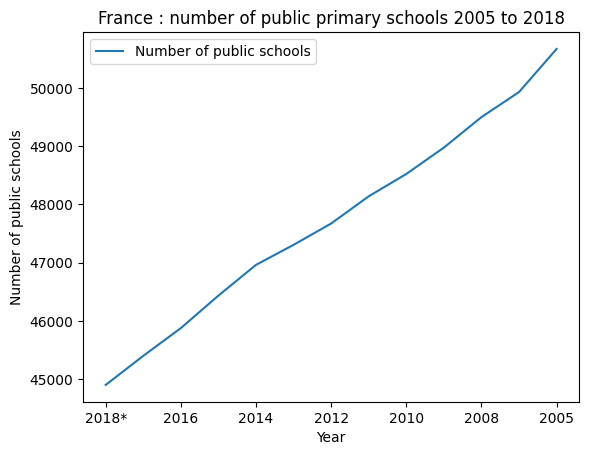 France : number of public primary schools 2005 to 2018
Number of public schools
Number of public schools
50000
49000
48000
47000
46000
45000
2018* 2016 2014 2012 2010 2008 2005
Year